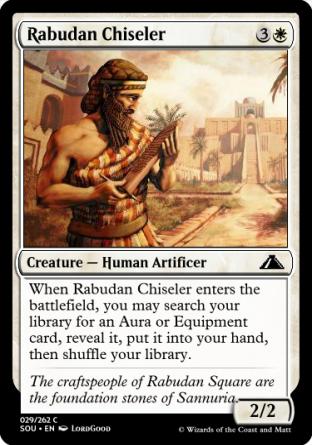 Rabudan Chiseler 3
Creature — Human Artificer
When Rabudan Chiseler enters the
battlefield, you may search your
library for an Aura or Equipment
card, reveal it, put it into your hand,
then shuffle your library.
The craftspeople of Rabudan Square are
the foundation stones of Sannuria.
2/2
029/262 C
SOU • EN LordGood
© Wizards of the Coast and Matt